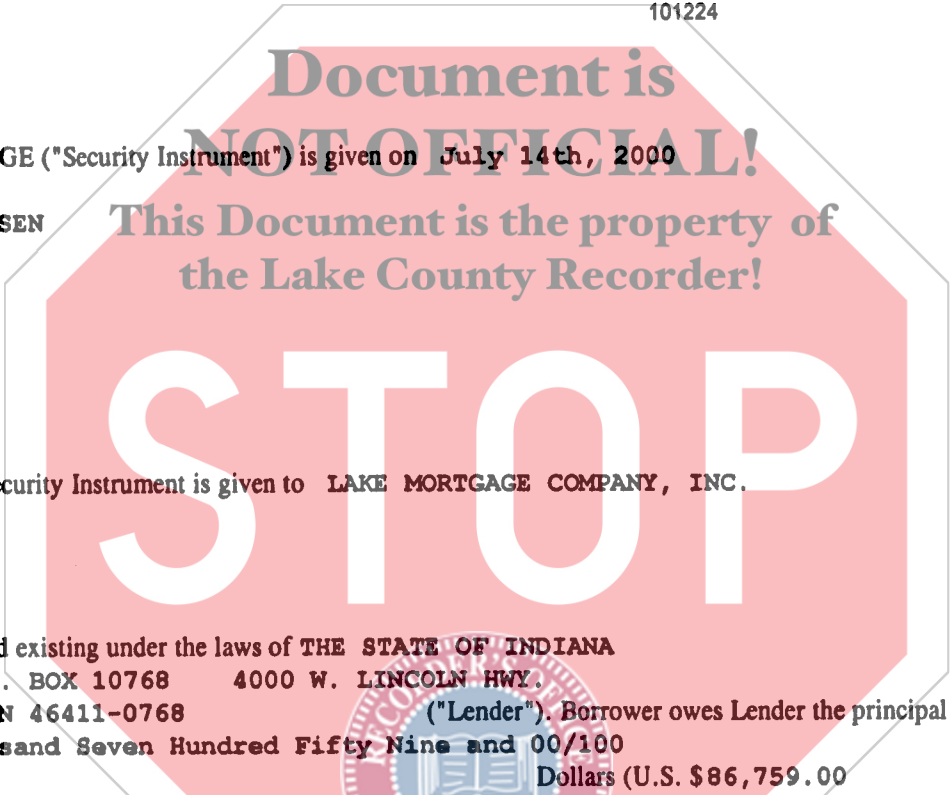 101224
Document is
NOT OFFICIAL!
GE ("Security Instrument") is given on July 14th, 2000
SEN
This Document is the property of
the Lake County Recorder!
STOP
curity Instrument is given to LAKE MORTGAGE COMPANY, INC.
d existing under the laws of THE STATE OF INDIANA
. BOX 10768 4000 W. LINCOLN HWY.
N 46411-0768 ("Lender"). Borrower owes Lender the principal
sand Seven Hundred Fifty Nine and 00/100
Dollars (U.S. $86,759.00
RECORDER'S OFFICE